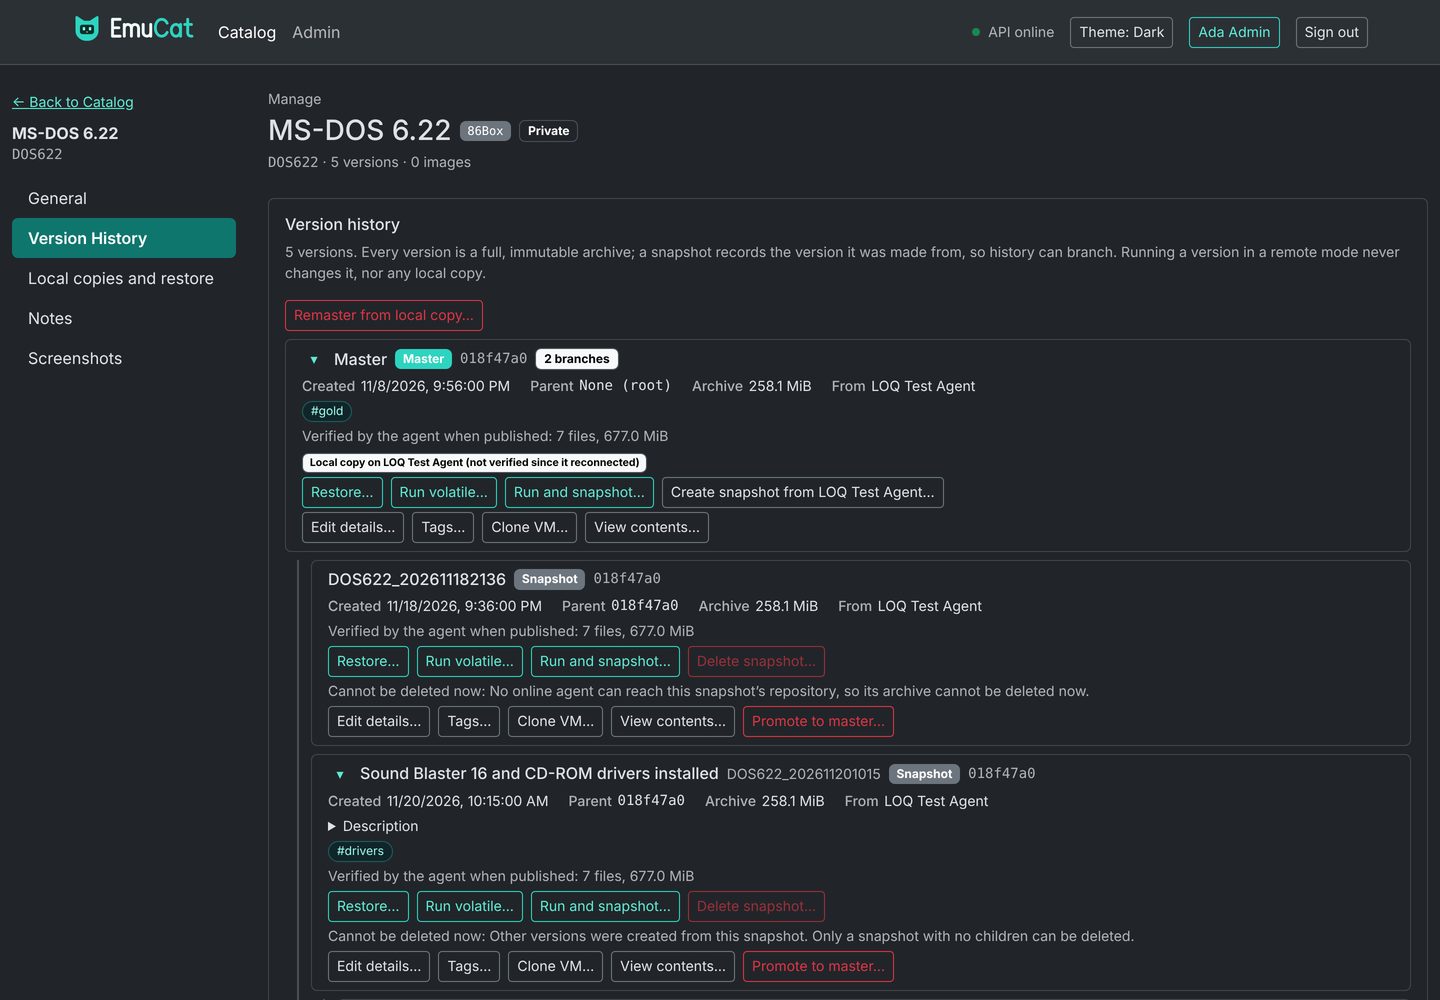 EmuCat
Catalog
Admin
API online
Theme: Dark
Ada Admin
Sign out
← Back to Catalog
MS-DOS 6.22
DOS622
General
Version History
Local copies and restore
Notes
Screenshots
Manage
MS-DOS 6.22 86Box Private
DOS622 · 5 versions · 0 images
Version history
5 versions. Every version is a full, immutable archive; a snapshot records the version it was made from, so history can branch. Running a version in a remote mode never
changes it, nor any local copy.
Remaster from local copy...
▼ Master Master 018f47a0 2 branches
Created 11/8/2026, 9:56:00 PM Parent None (root) Archive 258.1 MiB From LOQ Test Agent
#gold
Verified by the agent when published: 7 files, 677.0 MiB
Local copy on LOQ Test Agent (not verified since it reconnected)
Restore... Run volatile... Run and snapshot... Create snapshot from LOQ Test Agent...
Edit details... Tags... Clone VM... View contents...
DOS622_202611182136 Snapshot 018f47a0
Created 11/18/2026, 9:36:00 PM Parent 018f47a0 Archive 258.1 MiB From LOQ Test Agent
Verified by the agent when published: 7 files, 677.0 MiB
Restore... Run volatile... Run and snapshot... Delete snapshot...
Cannot be deleted now: No online agent can reach this snapshot's repository, so its archive cannot be deleted now.
Edit details... Tags... Clone VM... View contents... Promote to master...
▼ Sound Blaster 16 and CD-ROM drivers installed DOS622_202611201015 Snapshot 018f47a0
Created 11/20/2026, 10:15:00 AM Parent 018f47a0 Archive 258.1 MiB From LOQ Test Agent
▶ Description
#drivers
Verified by the agent when published: 7 files, 677.0 MiB
Restore... Run volatile... Run and snapshot... Delete snapshot...
Cannot be deleted now: Other versions were created from this snapshot. Only a snapshot with no children can be deleted.
Edit details... Tags... Clone VM... View contents... Promote to master...